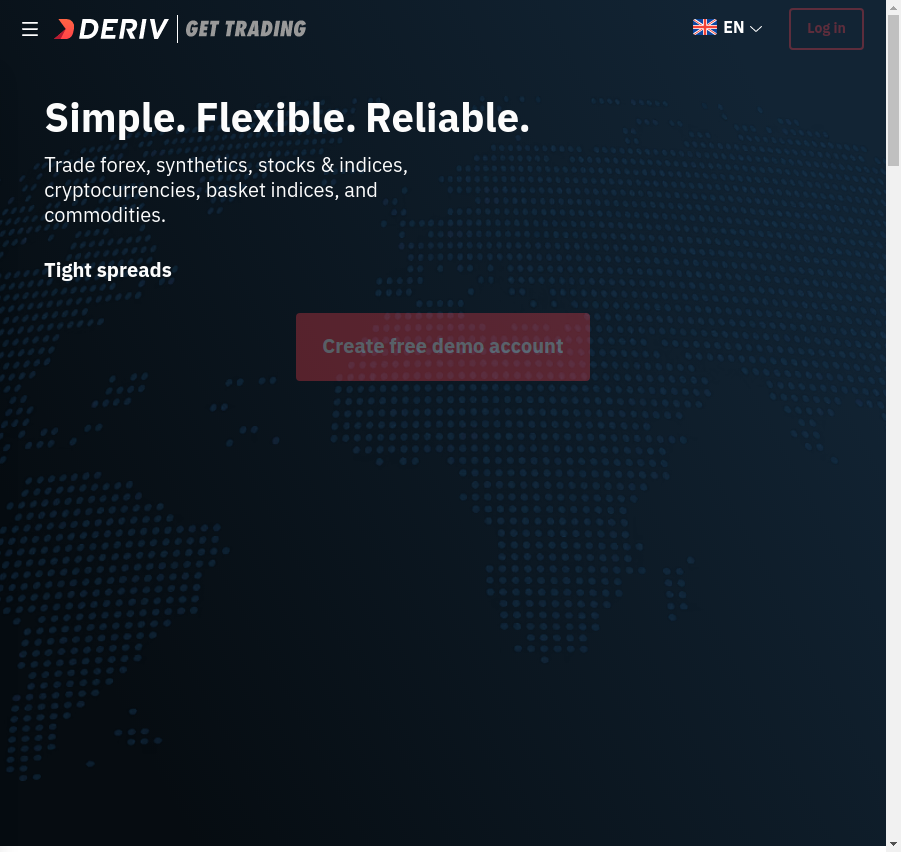 DERIV
GET TRADING
EN
Log in
Simple. Flexible. Reliable.
Trade forex, synthetics, stocks & indices,
cryptocurrencies, basket indices, and
commodities.
Tight spreads
Create free demo account